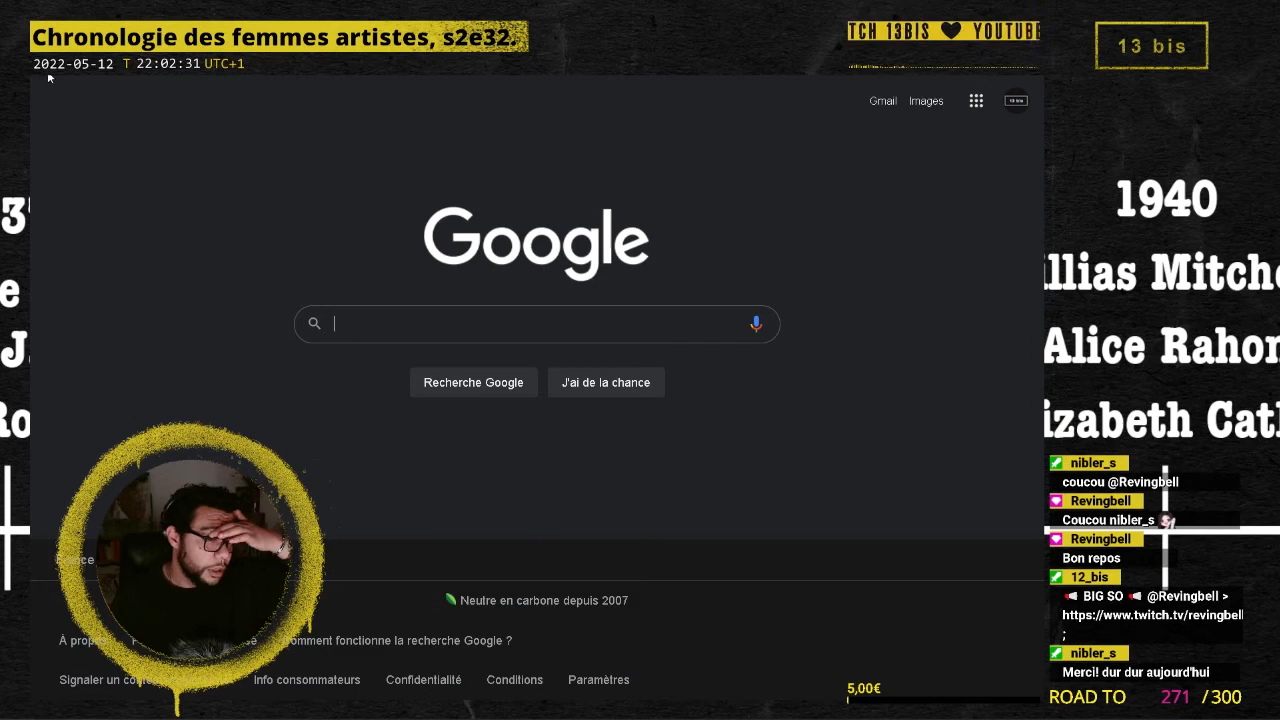 Chronologie des femmes artistes, s2e32.
2022-05-12 T 22:02:31 UTC+1
TCH 13BIS YOUTUBE
13 bis
Gmail Images
Google
Recherche Google J'ai de la chance
1940
Alice Rahon
Neutre en carbone depuis 2007
comment fonctionne la recherche Google ?
Info consommateurs Confidentialité Conditions Paramètres
5,00€
nibler_s
coucou @Revingbell
Revingbell
Coucou nibler_s
Revingbell
Bon repos
12_bis
BIG SO @Revingbell >
https://www.twitch.tv/revingbell
;
nibler_s
Merci! dur dur aujourd'hui
ROAD TO 271 / 300